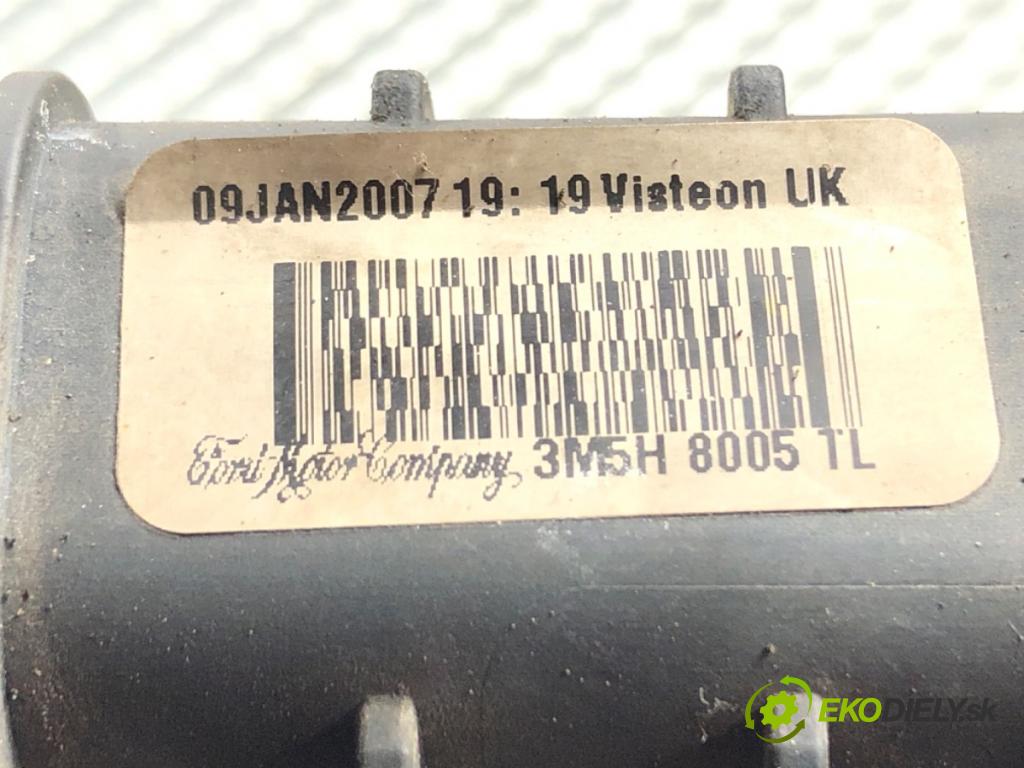 09JAN2007 19: 19 Visteon UK
Ford Motor Company 3M5H 8005 TL
EKODIELY.sk